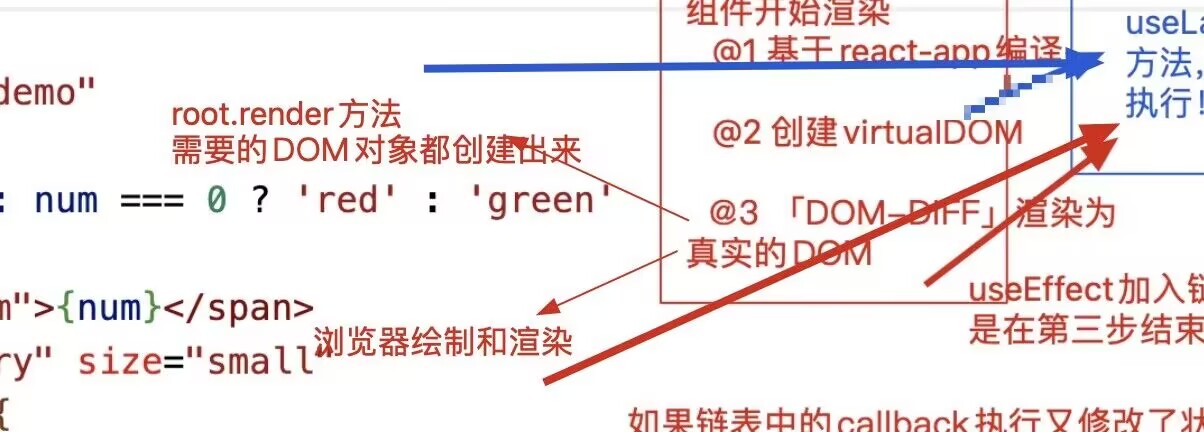 组件开始渲染
@1 基于react-app编译
@2 创建virtualDOM
@3 「DOM-DIFF」渲染为
真实的DOM
useLa
方法,
执行!
root.render方法
需要的DOM对象都创建出来
浏览器绘制和渲染
demo"
: num === 0 ? 'red' : 'green'
m">{num}</span>
ry" size="small"
{
useEffect加入链
是在第三步结束
如果链表中的callback执行又修改了状